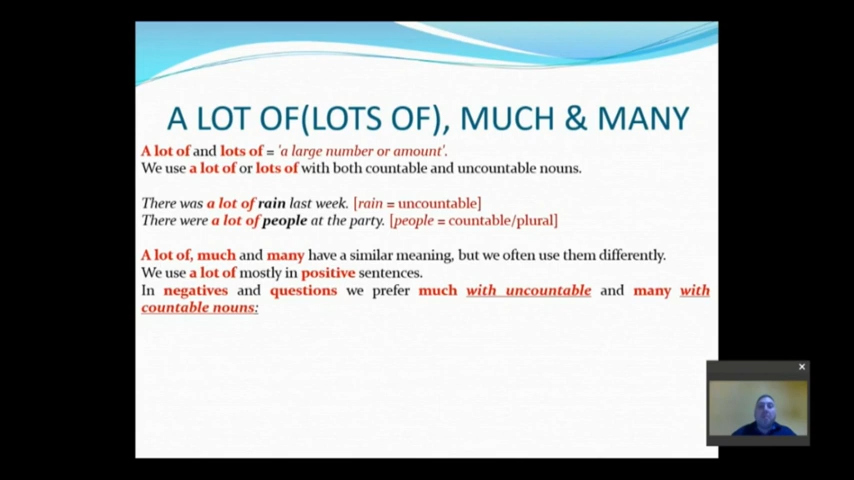 A LOT OF(LOTS OF), MUCH & MANY
A lot of and lots of = 'a large number or amount'.
We use a lot of or lots of with both countable and uncountable nouns.
There was a lot of rain last week. [rain = uncountable]
There were a lot of people at the party. [people = countable/plural]
A lot of, much and many have a similar meaning, but we often use them differently.
We use a lot of mostly in positive sentences.
In negatives and questions we prefer much with uncountable and many with
countable nouns: